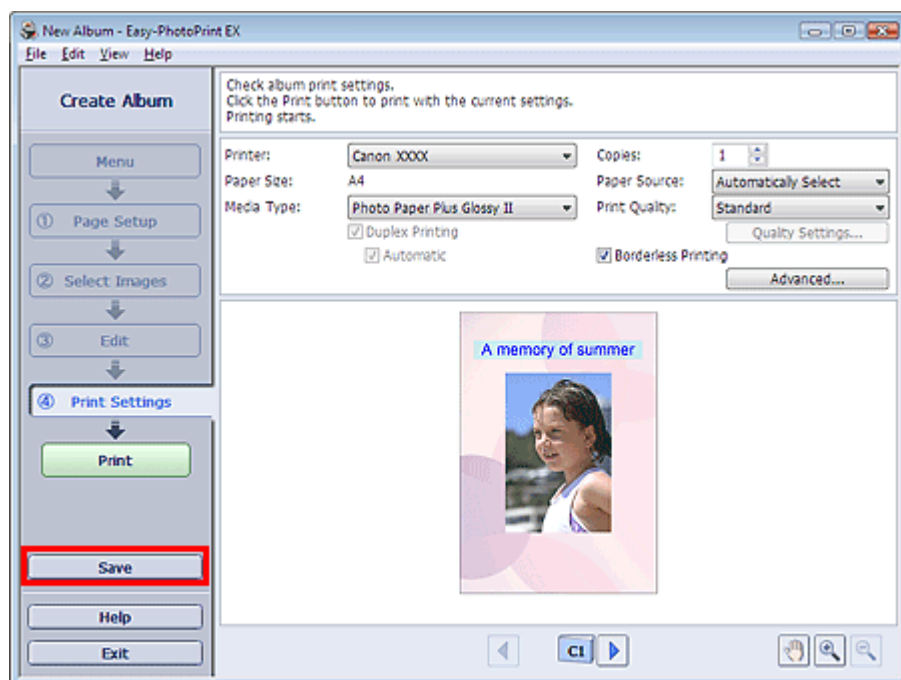 New Album - Easy-PhotoPrint EX
File Edit View Help
Create Album
Menu
① Page Setup
② Select Images
③ Edit
④ Print Settings
Print
Save
Help
Exit
Check album print settings.
Click the Print button to print with the current settings.
Printing starts.
Printer: Canon XXXX Copies: 1
Paper Size: A4 Paper Source: Automatically Select
Media Type: Photo Paper Plus Glossy II Print Quality: Standard
Duplex Printing Quality Settings...
Automatic Borderless Printing
Advanced...
A memory of summer
C1